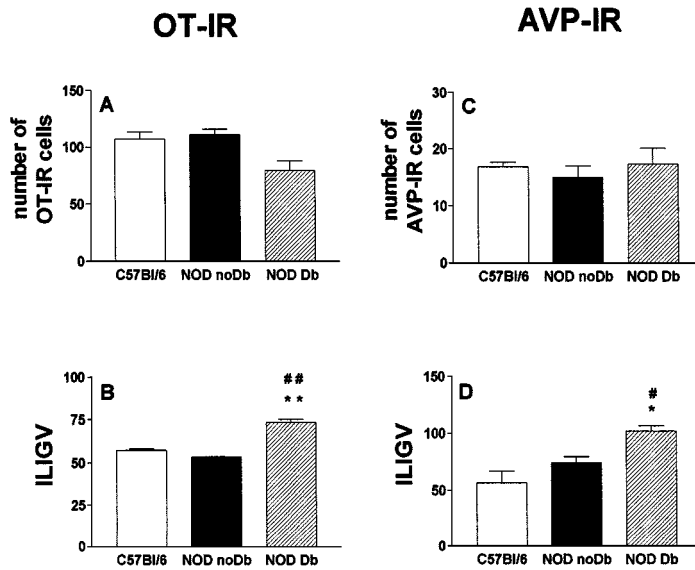 OT-IR
AVP-IR
A
number of
OT-IR cells
150
100
50
0
C57Bl/6 NOD noDb NOD Db
C
number of
AVP-IR cells
30
20
10
0
C57Bl/6 NOD noDb NOD Db
B
ILIGV
100
75
50
25
0
##
**
C57Bl/6 NOD noDb NOD Db
D
ILIGV
150
100
50
0
#
*
C57Bl/6 NOD noDb NOD Db